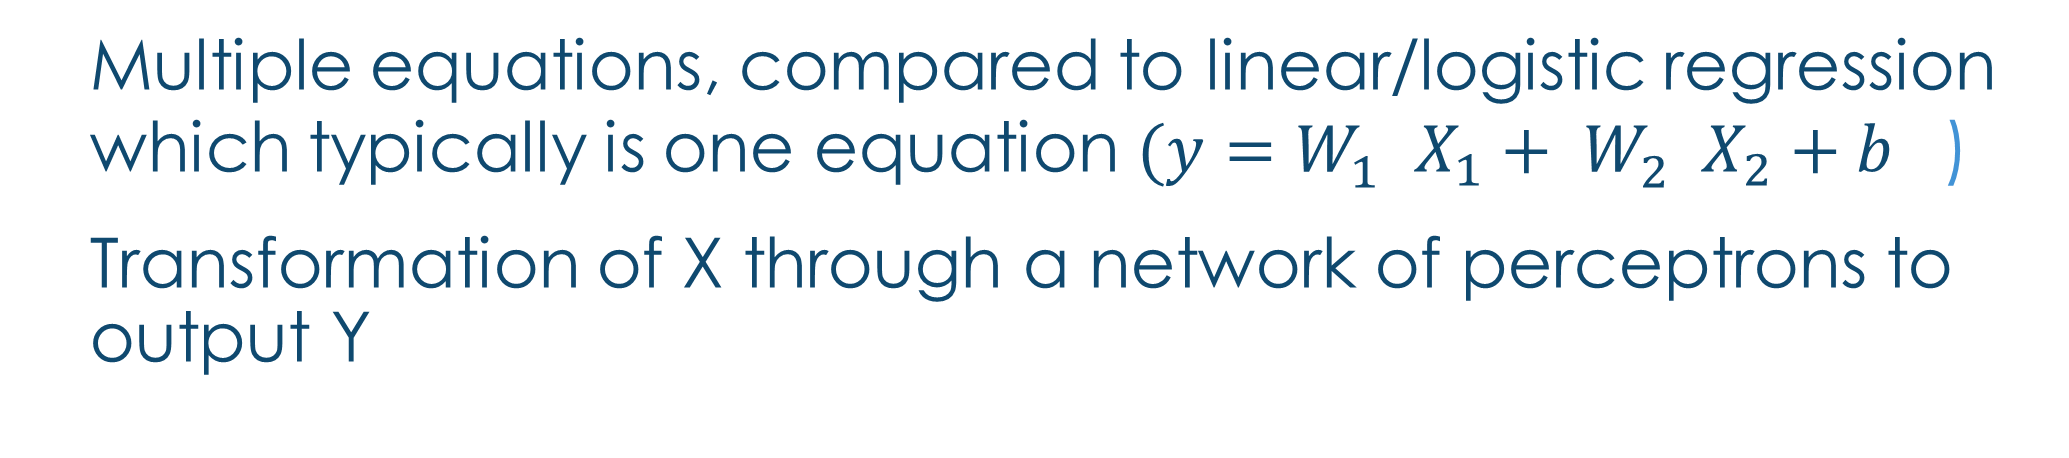 Multiple equations, compared to linear/logistic regression
which typically is one equation (y = W₁ X₁ + W₂ X₂ + b )
Transformation of X through a network of perceptrons to
output Y